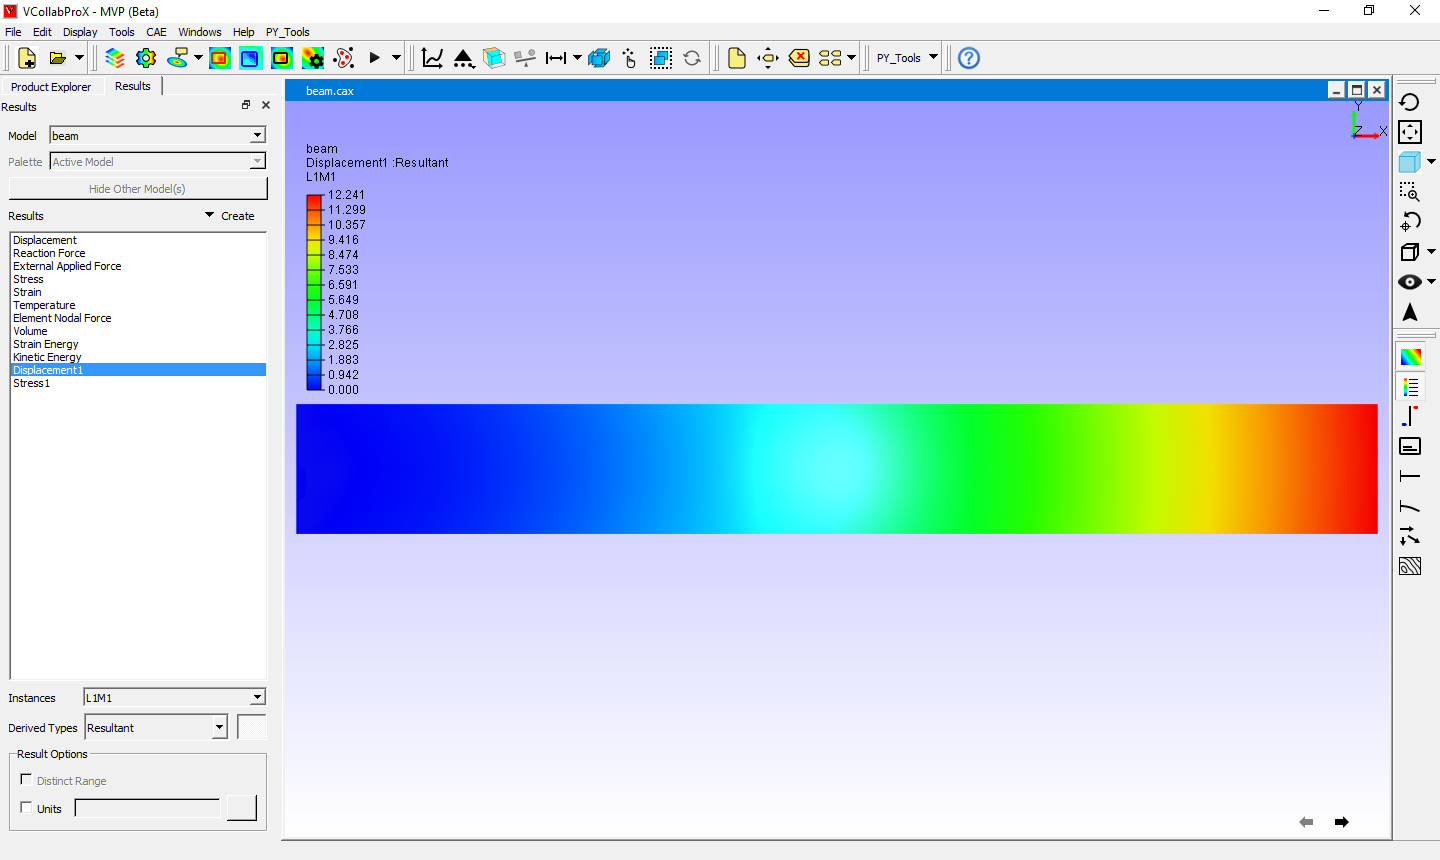 VCollabProX - MVP (Beta)
File Edit Display Tools CAE Windows Help PY_Tools
PY_Tools
Product Explorer Results
Results
Model beam
Palette Active Model
Hide Other Model(s)
Results Create
Displacement
Reaction Force
External Applied Force
Stress
Strain
Temperature
Element Nodal Force
Volume
Strain Energy
Kinetic Energy
Displacement1
Stress1
Instances L1M1
Derived Types Resultant
Result Options
Distinct Range
Units
beam.cax
Y
Z X
beam
Displacement1 :Resultant
L1M1
12.241
11.299
10.357
9.416
8.474
7.533
6.591
5.649
4.708
3.766
2.825
1.883
0.942
0.000